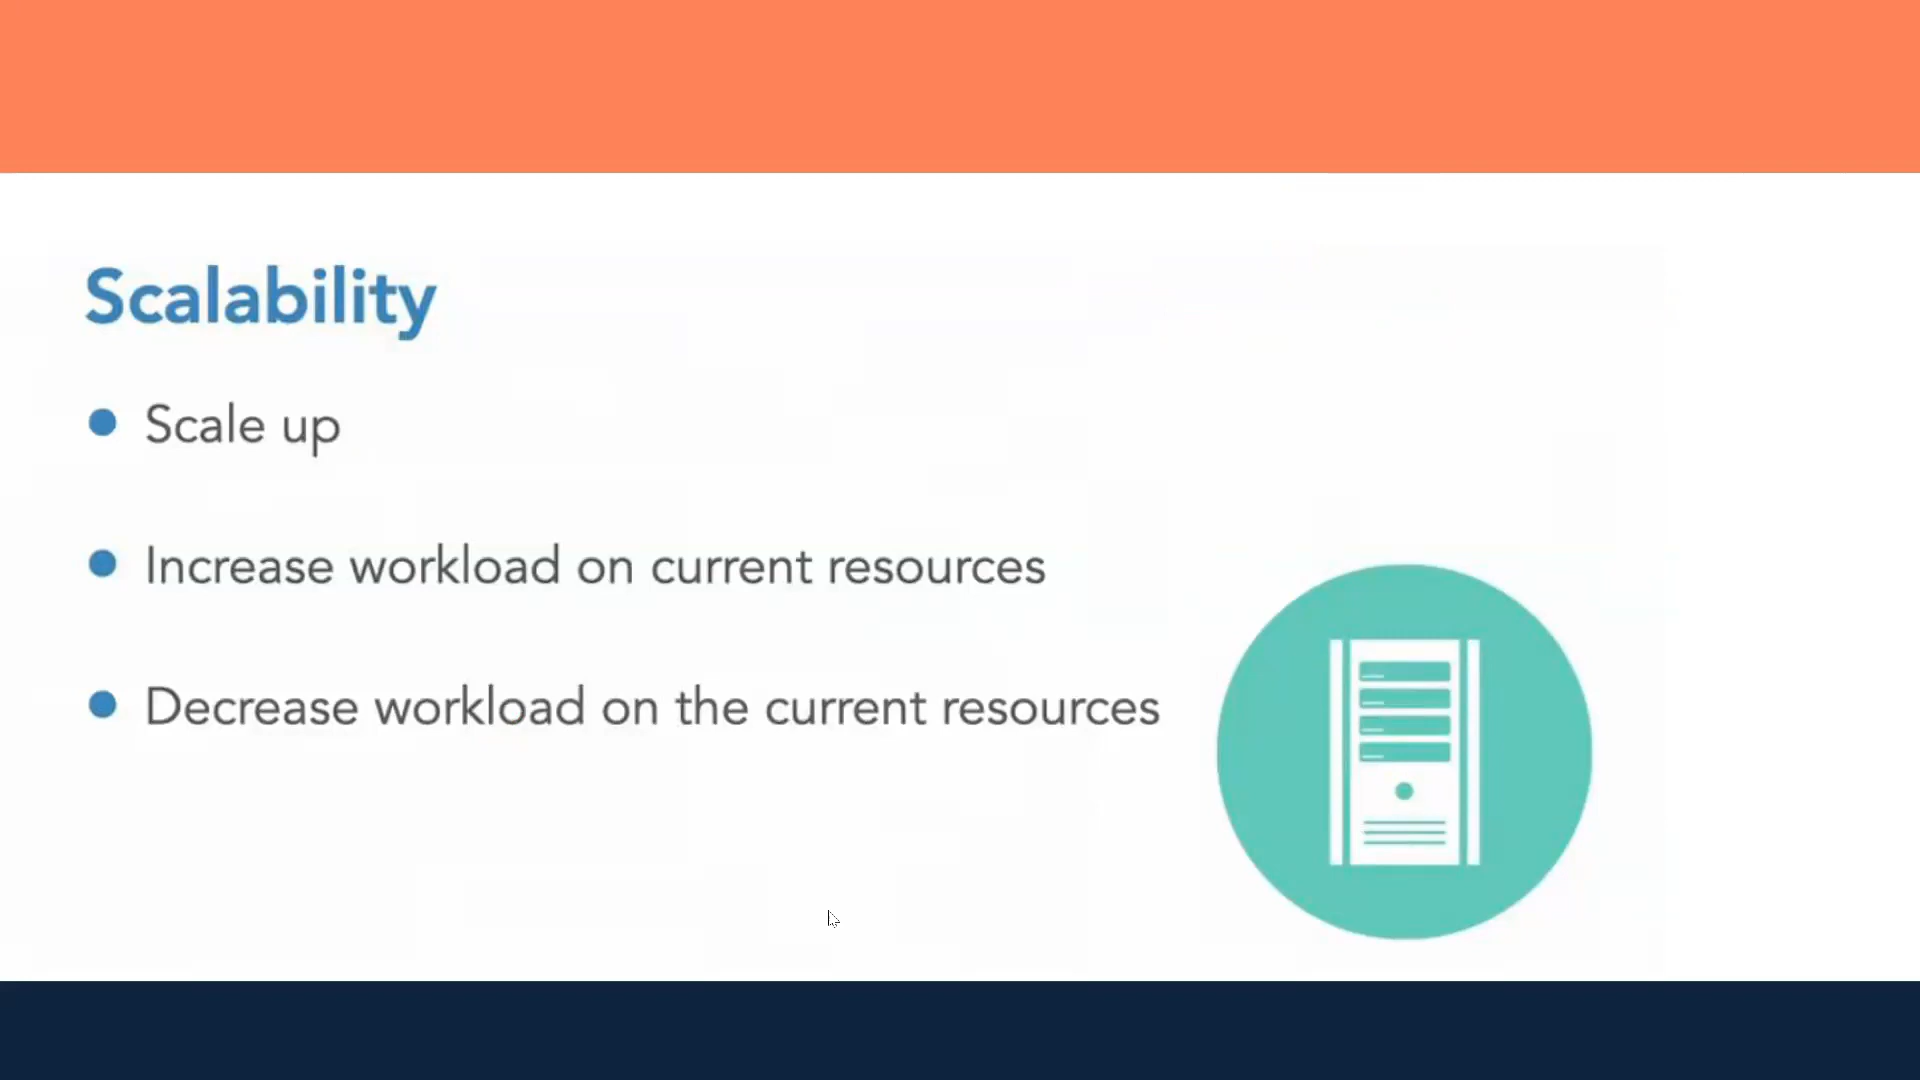 Scalability
Scale up
Increase workload on current resources
Decrease workload on the current resources